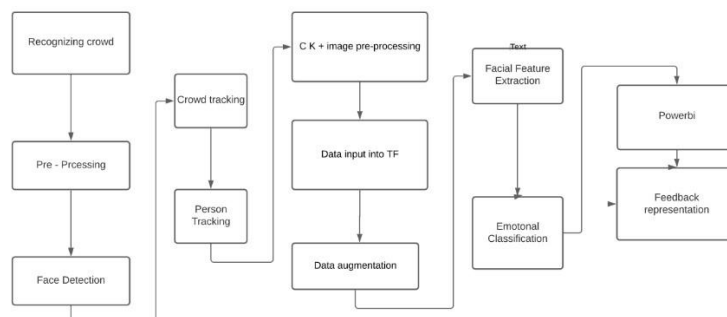 Recognizing crowd
Pre - Prcessing
Face Detection
Crowd tracking
Person
Tracking
C K + image pre-processing
Data input into TF
Data augmentation
Text
Facial Feature
Extraction
Emotonal
Classification
Powerbi
Feedback
representation